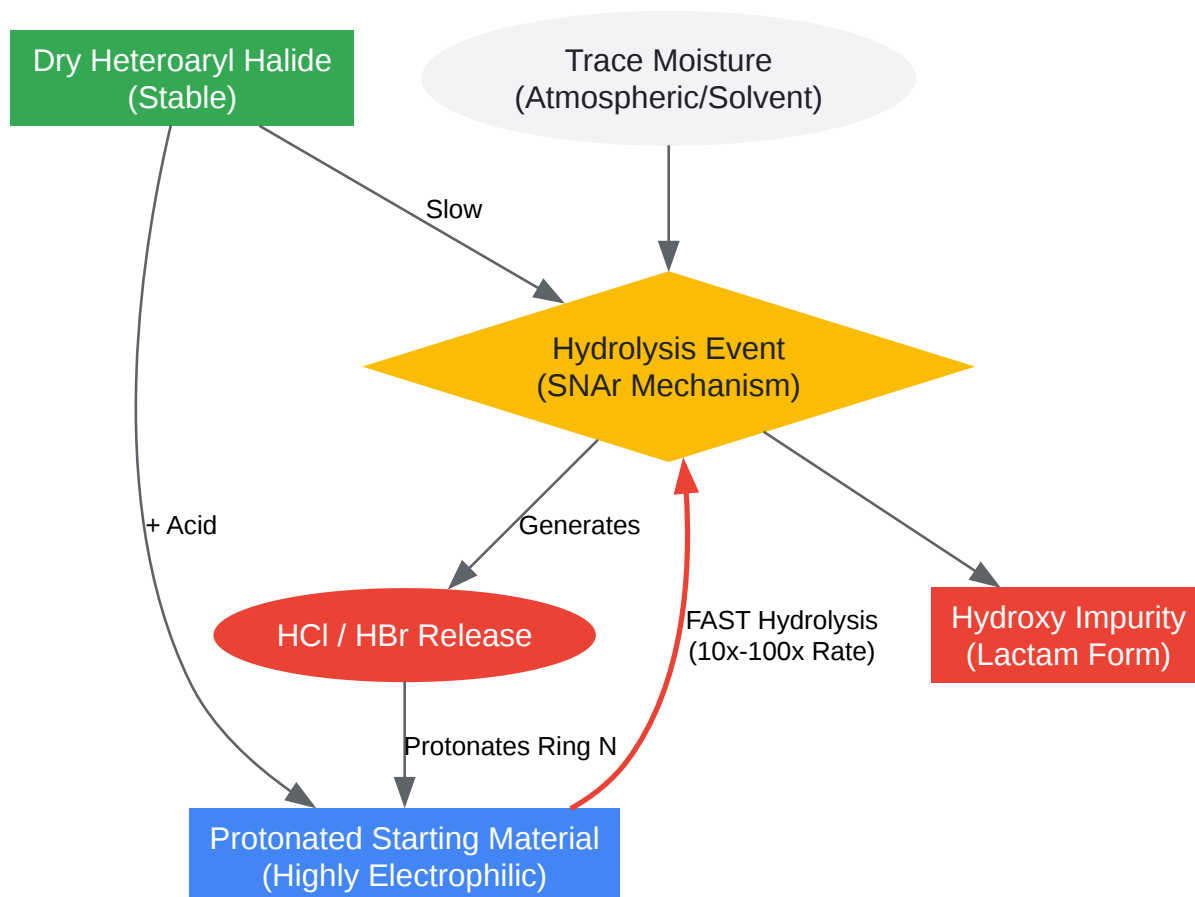 Dry Heteroaryl Halide
(Stable)
Trace Moisture
(Atmospheric/Solvent)
Slow
Hydrolysis Event
(SNAr Mechanism)
+ Acid
Generates
HCl / HBr Release
FAST Hydrolysis
(10x-100x Rate)
Hydroxy Impurity
(Lactam Form)
Protonates Ring N
Protonated Starting Material
(Highly Electrophilic)